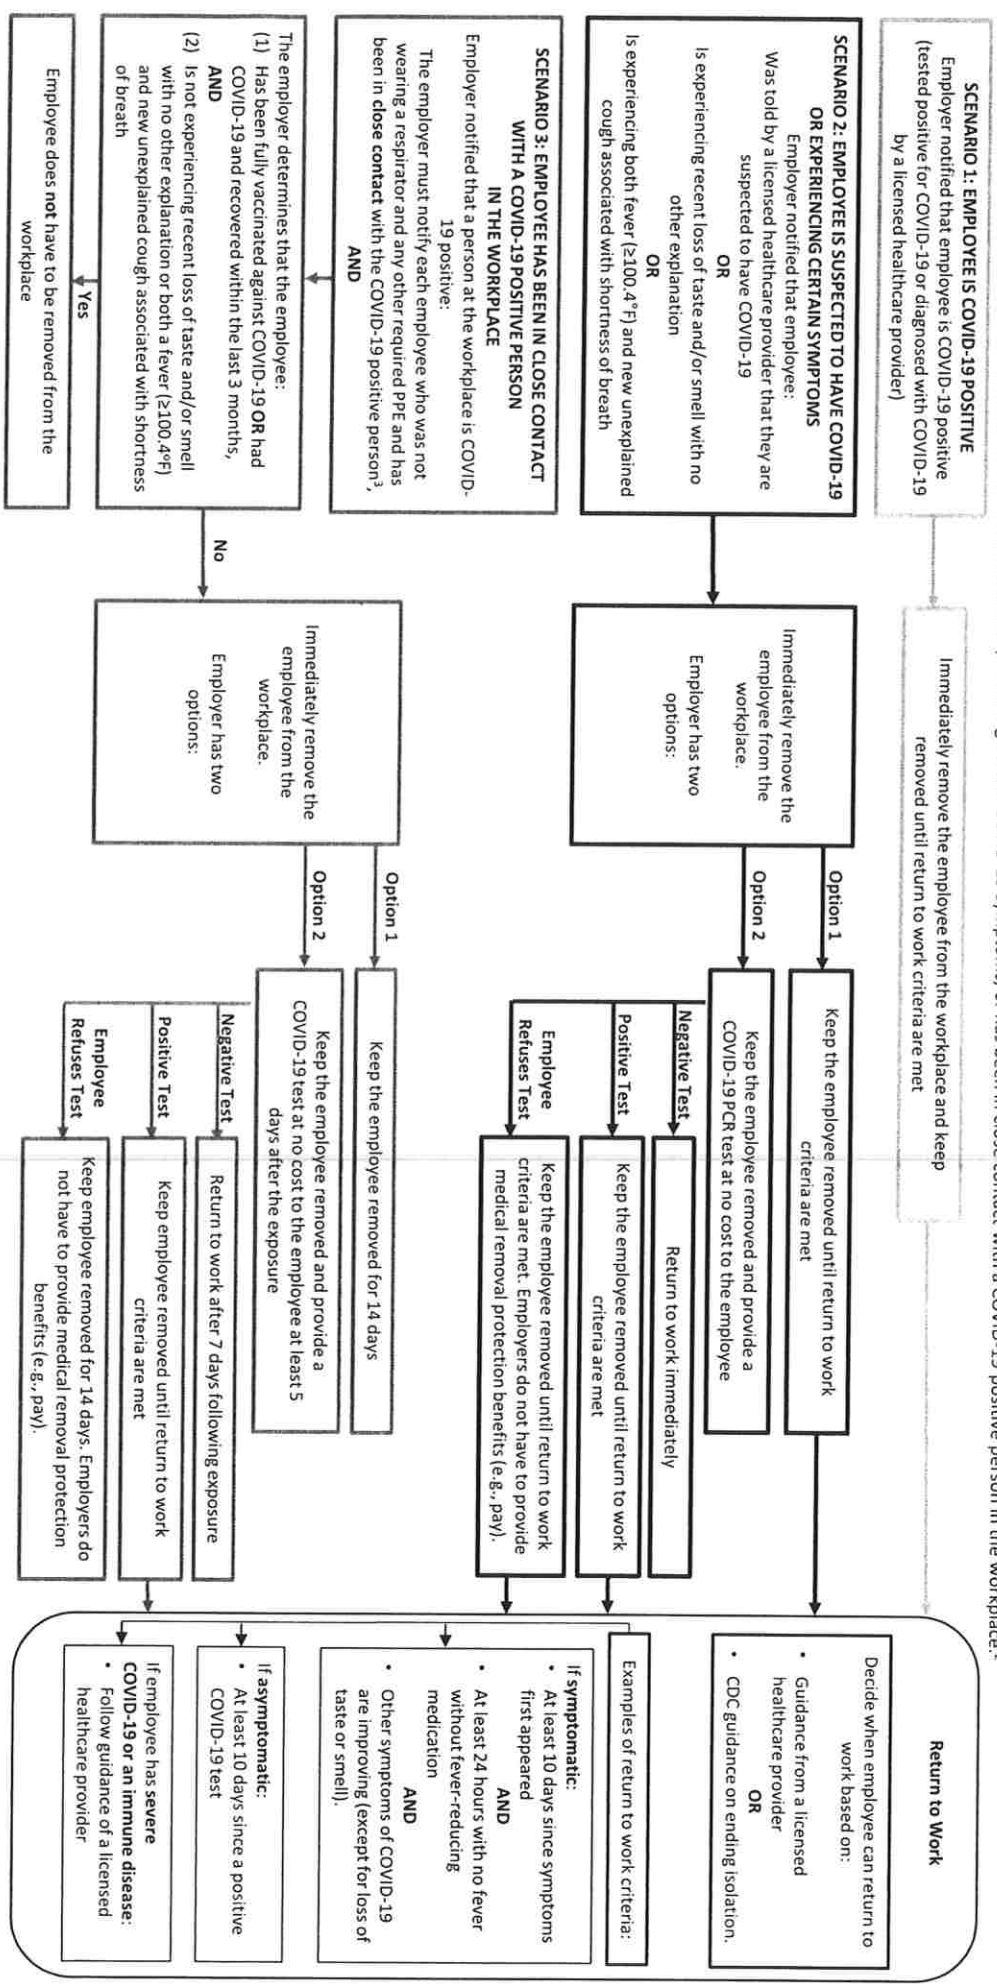 symptoms, or has been in close contact with a COVID-19 positive person in the workplace.
SCENARIO 1: EMPLOYEE IS COVID-19 POSITIVE
Employer notified that employee is COVID-19 positive
(tested positive for COVID-19 or diagnosed with COVID-19
by a licensed healthcare provider)
Immediately remove the employee from the workplace and keep
removed until return to work criteria are met
SCENARIO 2: EMPLOYEE IS SUSPECTED TO HAVE COVID-19
OR EXPERIENCING CERTAIN SYMPTOMS
Employer notified that employee:
Was told by a licensed healthcare provider that they are
suspected to have COVID-19
OR
Is experiencing recent loss of taste and/or smell with no
other explanation
OR
Is experiencing both fever (≥100.4°F) and new unexplained
cough associated with shortness of breath
Immediately remove the
employee from the
workplace.
Employer has two
options:
Option 1
Keep the employee removed until return to work
criteria are met
Option 2
Keep the employee removed and provide a
COVID-19 PCR test at no cost to the employee
Negative Test
Return to work immediately
Positive Test
Keep the employee removed until return to work
criteria are met
Employee
Refuses Test
Keep the employee removed until return to work
criteria are met. Employers do not have to provide
medical removal protection benefits (e.g., pay).
SCENARIO 3: EMPLOYEE HAS BEEN IN CLOSE CONTACT
WITH A COVID-19 POSITIVE PERSON
IN THE WORKPLACE
Employer notified that a person at the workplace is COVID-
19 positive:
The employer must notify each employee who was not
wearing a respirator and any other required PPE and has
been in close contact with the COVID-19 positive person³,
AND
The employer determines that the employee:
(1) Has been fully vaccinated against COVID-19 OR had
COVID-19 and recovered within the last 3 months,
AND
(2) Is not experiencing recent loss of taste and/or smell
with no other explanation or both a fever (≥100.4ºF)
and new unexplained cough associated with shortness
of breath
Yes
Employee does not have to be removed from the
workplace
No
Immediately remove the
employee from the
workplace.
Employer has two
options:
Option 1
Keep the employee removed for 14 days
Option 2
Keep the employee removed and provide a
COVID-19 test at no cost to the employee at least 5
days after the exposure
Negative Test
Return to work after 7 days following exposure
Positive Test
Keep employee removed until return to work
criteria are met
Employee
Refuses Test
Keep employee removed for 14 days. Employers do
not have to provide medical removal protection
benefits (e.g., pay).
Return to Work
Decide when employee can return to
work based on:
• Guidance from a licensed
healthcare provider
OR
• CDC guidance on ending isolation.
Examples of return to work criteria:
If symptomatic:
• At least 10 days since symptoms
first appeared
AND
• At least 24 hours with no fever
without fever-reducing
medication
AND
• Other symptoms of COVID-19
are improving (except for loss of
taste or smell).
If asymptomatic:
• At least 10 days since a positive
COVID-19 test
If employee has severe
COVID-19 or an immune disease:
• Follow guidance of a licensed
healthcare provider